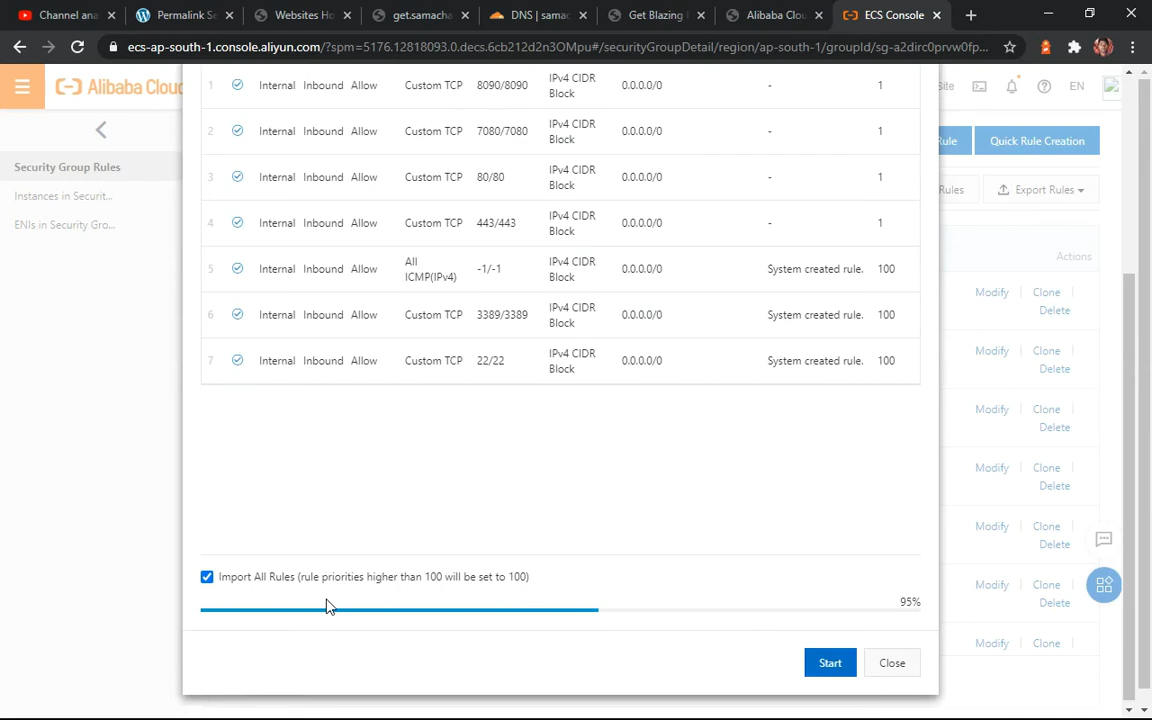 Channel ana
Permalink Se
Websites Ho
get.samacha
DNS | samac
Get Blazing
Alibaba Clou
ECS Console
ecs-ap-south-1.console.aliyun.com/?spm=5176.12818093.0.decs.6cb212d2n3OMpu#/securityGroupDetail/region/ap-south-1/groupId/sg-a2dirc0prvw0fp...
Alibaba Cloud
Site
EN
Security Group Rules
Instances in Securit...
ENIs in Security Gro...
Rule
Quick Rule Creation
Rules
Export Rules
Actions
1 Internal Inbound Allow Custom TCP 8090/8090 IPv4 CIDR Block 0.0.0.0/0 - 1
2 Internal Inbound Allow Custom TCP 7080/7080 IPv4 CIDR Block 0.0.0.0/0 - 1
3 Internal Inbound Allow Custom TCP 80/80 IPv4 CIDR Block 0.0.0.0/0 - 1
4 Internal Inbound Allow Custom TCP 443/443 IPv4 CIDR Block 0.0.0.0/0 - 1
5 Internal Inbound Allow All ICMP(IPv4) -1/-1 IPv4 CIDR Block 0.0.0.0/0 System created rule. 100
6 Internal Inbound Allow Custom TCP 3389/3389 IPv4 CIDR Block 0.0.0.0/0 System created rule. 100
7 Internal Inbound Allow Custom TCP 22/22 IPv4 CIDR Block 0.0.0.0/0 System created rule. 100
Modify Clone
Delete
Modify Clone
Delete
Modify Clone
Delete
Modify Clone
Delete
Modify Clone
Delete
Modify Clone
Delete
Modify Clone
Import All Rules (rule priorities higher than 100 will be set to 100)
95%
Start
Close